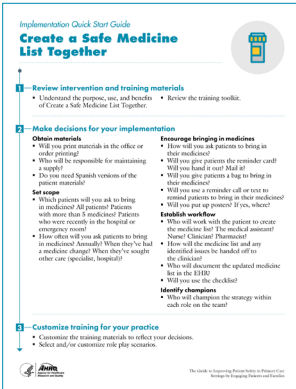 Implementation Quick Start Guide
Create a Safe Medicine
List Together
1 Review intervention and training materials
• Understand the purpose, use, and benefits
of Create a Safe Medicine List Together.
• Review the training toolkit.
2 Make decisions for your implementation
Obtain materials
• Will you print materials in the office or
order printing?
• Who will be responsible for maintaining
a supply?
• Do you need Spanish versions of the
patient materials?
Set scope
• Which patients will you ask to bring
in medicines? All patients? Patients
with more than 5 medicines? Patients
who were recently in the hospital or
emergency room?
• How often will you ask patients to bring
in medicines? Annually? When they've had
a medicine change? When they've sought
other care (specialist, hospital)?
Encourage bringing in medicines
• How will you ask patients to bring in
their medicines?
• Will you give patients the reminder card?
Will you hand it out? Mail it?
• Will you give patients a bag to bring in
their medicines?
• Will you use a reminder call or text to
remind patients to bring in their medicines?
• Will you put up posters? If yes, where?
Establish workflow
• Who will work with the patient to create
the medicine list? The medical assistant?
Nurse? Clinician? Pharmacist?
• How will the medicine list and any
identified issues be handed off to
the clinician?
• Who will document the updated medicine
list in the EHR?
• Will you use the checklist?
Identify champions
• Who will champion the strategy within
each role on the team?
3 Customize training for your practice
• Customize the training materials to reflect your decisions.
• Select and/or customize role play scenarios.
AHRQ
Agency for Healthcare
Research and Quality
The Guide to Improving Patient Safety in Primary Care
Settings by Engaging Patients and Families